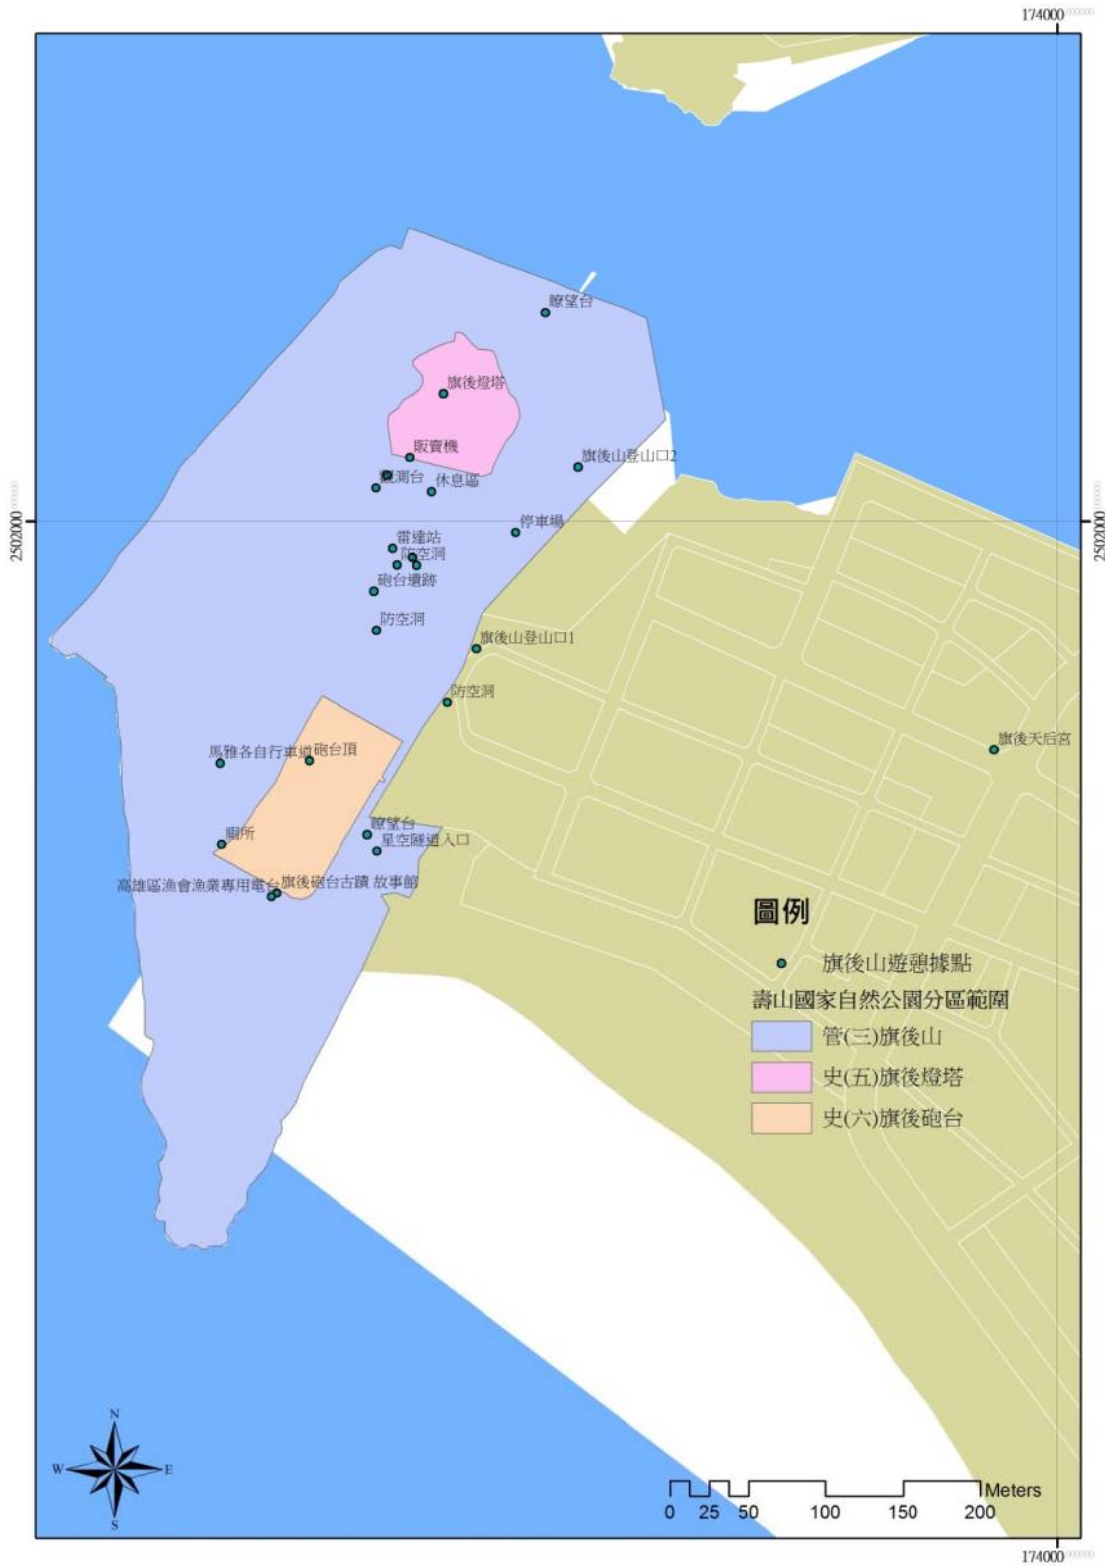 174000.000000
瞭望台
旗後燈塔
販賣機
旗後山登山口2
觀測台
休息區
2502000.000000
2502000.000000
停車場
雷達站
防空洞
砲台遺跡
防空洞
旗後山登山口1
防空洞
旗後天后宮
馬雅各自行車道
砲台頂
瞭望台
廁所
星空隧道入口
高雄區漁會漁業專用電台
旗後砲台古蹟 故事館
圖例
旗後山遊憩據點
壽山國家自然公園分區範圍
管(三)旗後山
史(五)旗後燈塔
史(六)旗後砲台
N
W E
S
Meters
0 25 50 100 150 200
174000.000000